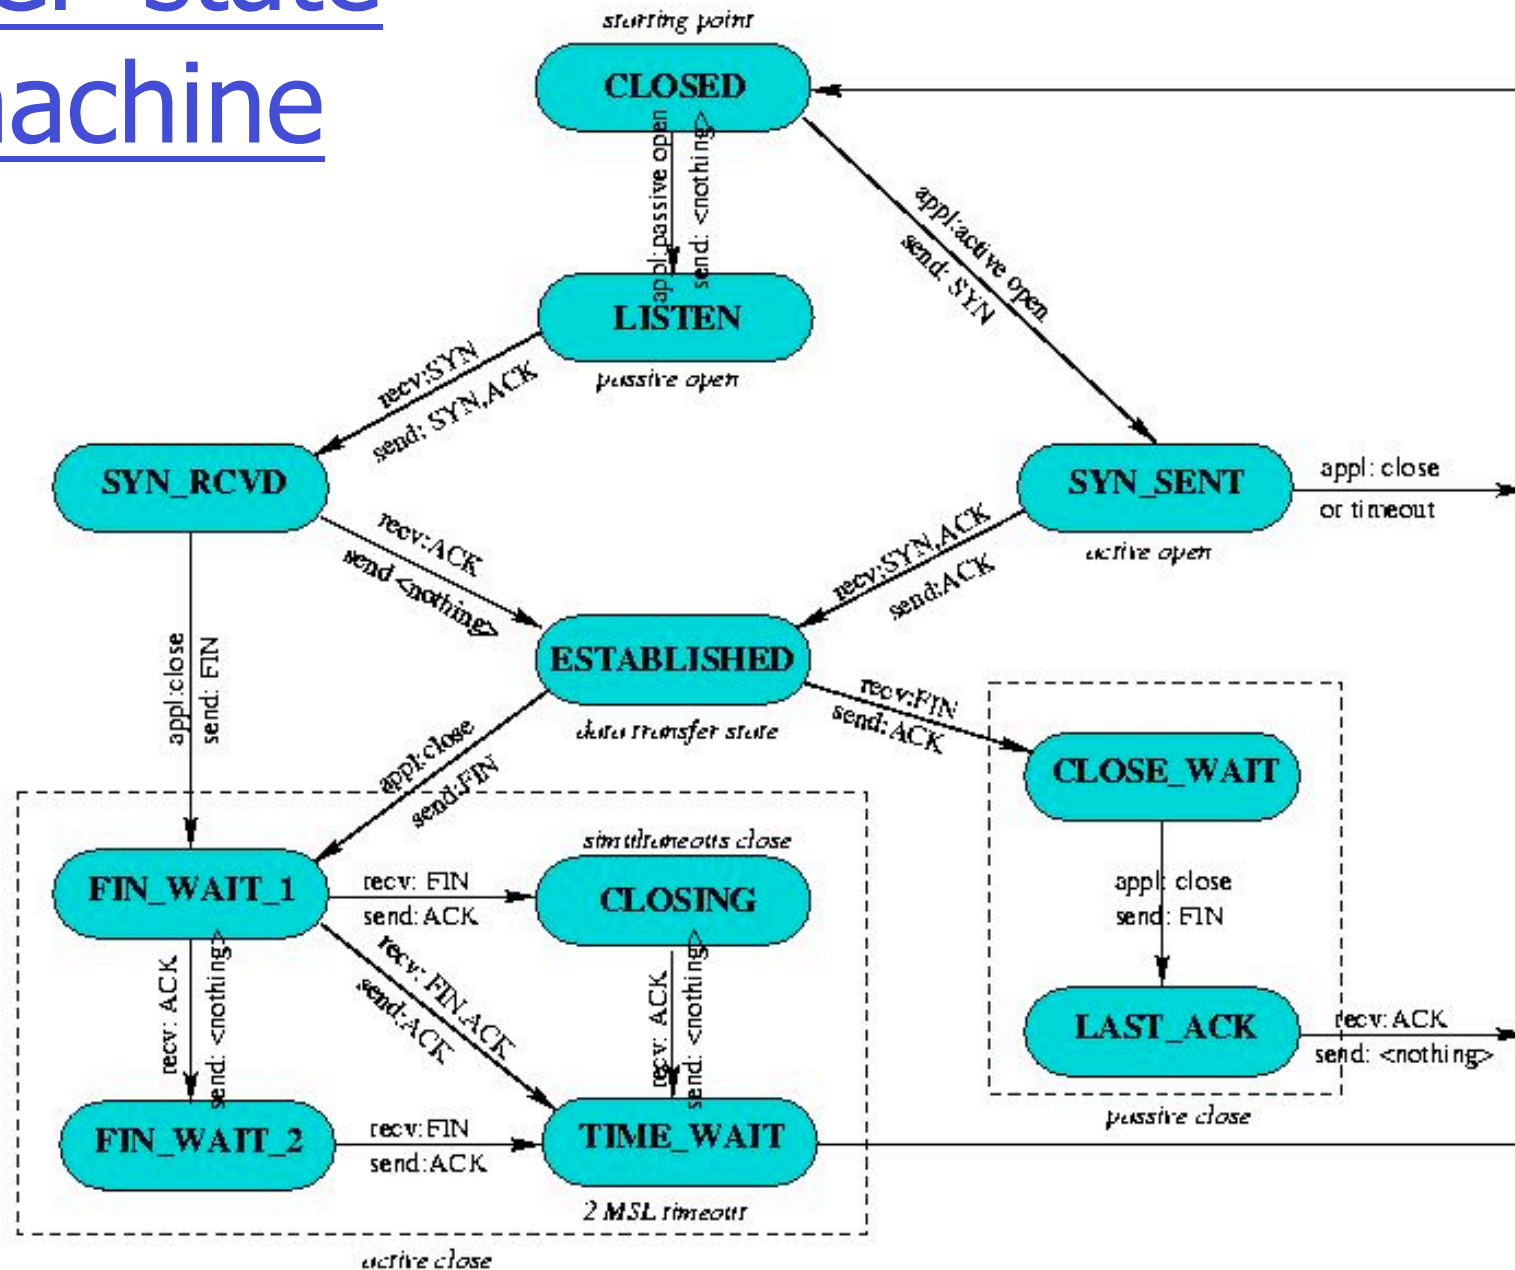 er state
machine
starting point
CLOSED
appl:passive open
send: <nothing>
appl:active open
send: SYN
LISTEN
passive open
recv:SYN
send: SYN,ACK
SYN_RCVD
SYN_SENT
active open
appl: close
or timeout
recv:ACK
send <nothing>
recv:SYN,ACK
send:ACK
appl:close
send: FIN
ESTABLISHED
data transfer state
recv:FIN
send: ACK
appl:close
send:FIN
CLOSE_WAIT
appl: close
send: FIN
LAST_ACK
recv:ACK
send: <nothing>
passive close
FIN_WAIT_1
recv: FIN
send: ACK
simultaneous close
CLOSING
recv: ACK
send: <nothing>
recv: FIN,ACK
send:ACK
recv: ACK
send: <nothing>
FIN_WAIT_2
recv:FIN
send:ACK
TIME_WAIT
2 MSL timeout
active close